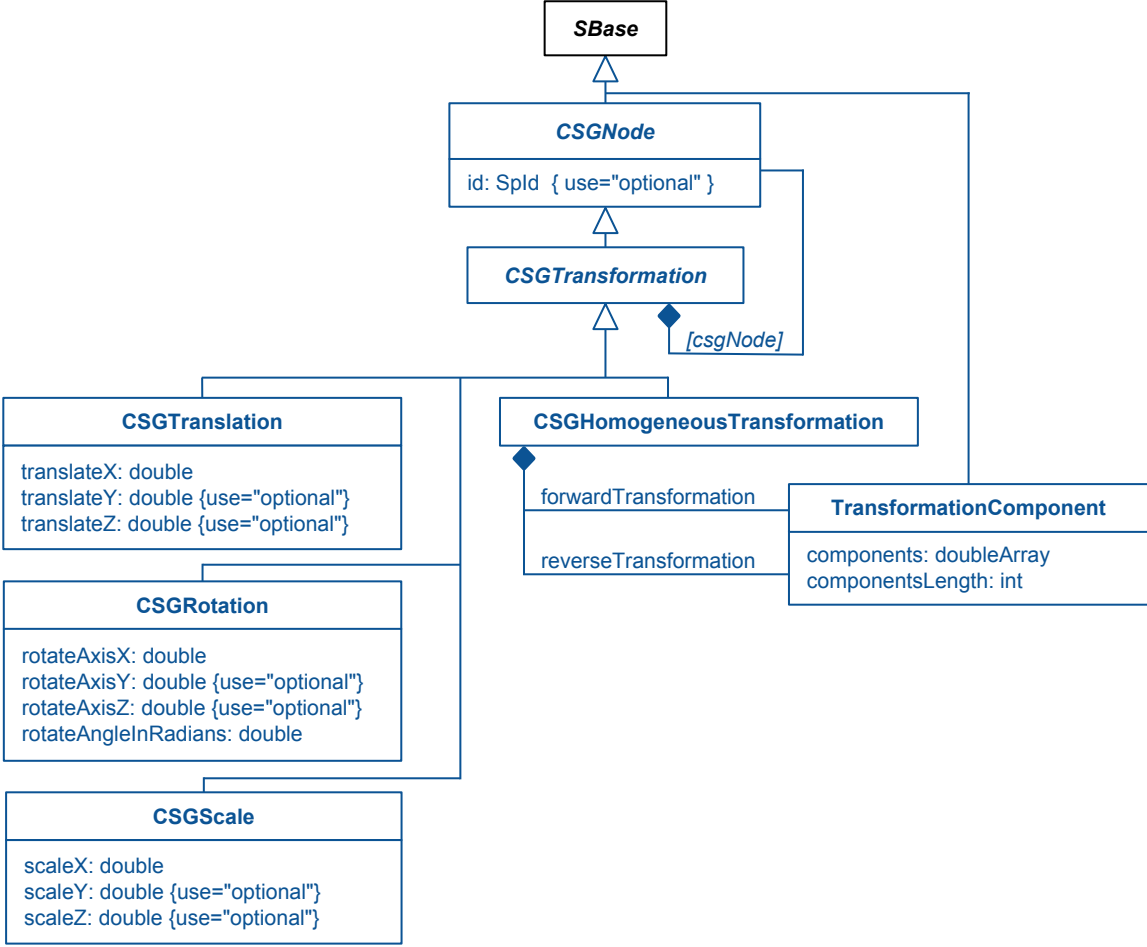 SBase
CSGNode
id: SpId { use="optional" }
CSGTransformation
[csgNode]
CSGTranslation
translateX: double
translateY: double {use="optional"}
translateZ: double {use="optional"}
CSGHomogeneousTransformation
forwardTransformation
reverseTransformation
TransformationComponent
components: doubleArray
componentsLength: int
CSGRotation
rotateAxisX: double
rotateAxisY: double {use="optional"}
rotateAxisZ: double {use="optional"}
rotateAngleInRadians: double
CSGScale
scaleX: double
scaleY: double {use="optional"}
scaleZ: double {use="optional"}